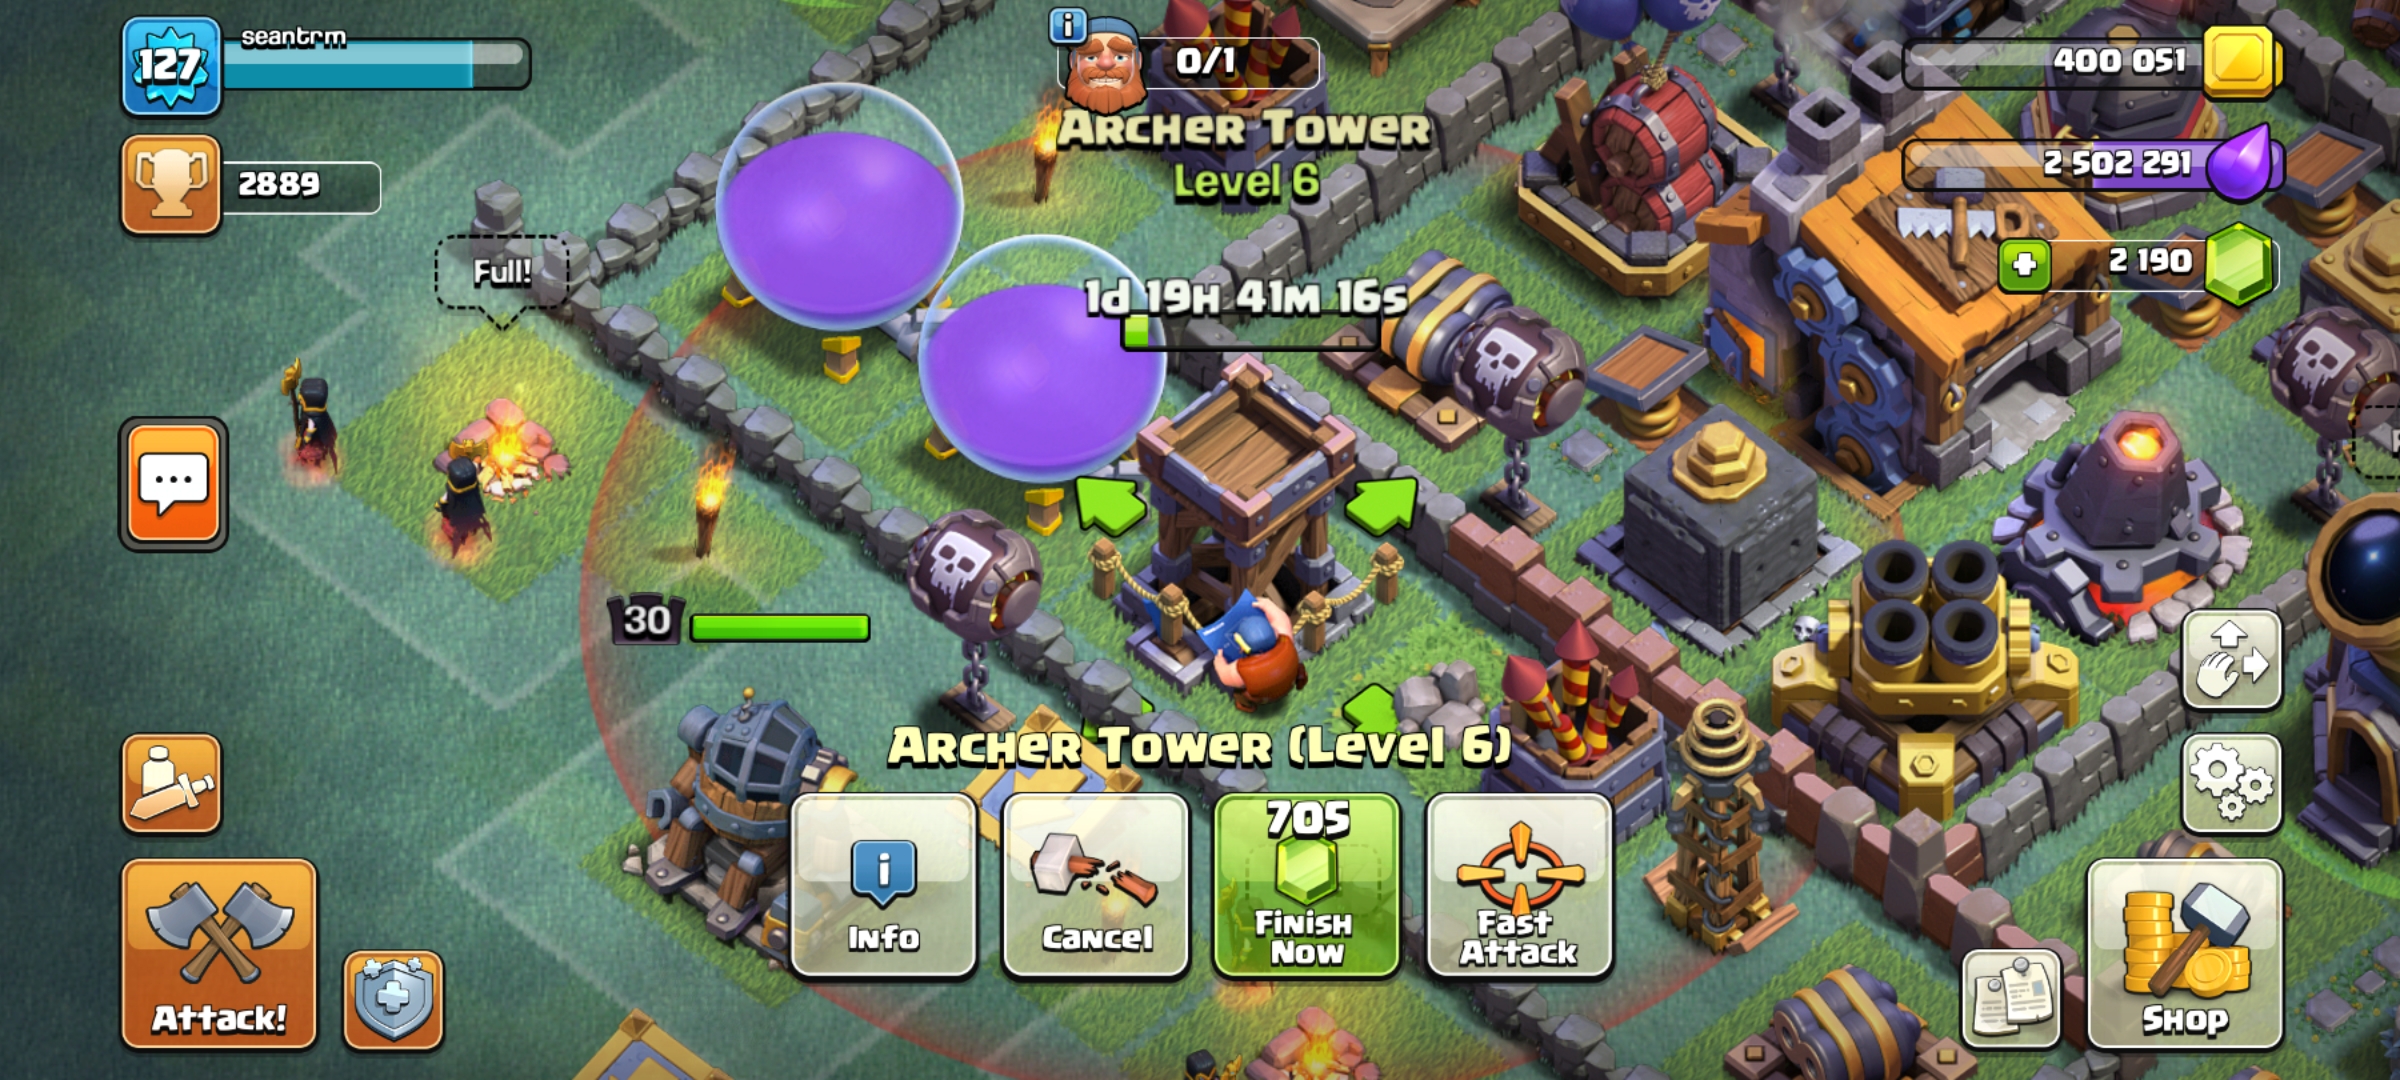 127
seantrm
0/1
400 051
Archer Tower
Level 6
2 502 291
2889
2 190
Full!
1d 19H 41M 16s
30
Archer Tower (Level 6)
Info
Cancel
705
Finish
Now
Fast
Attack
Attack!
Shop